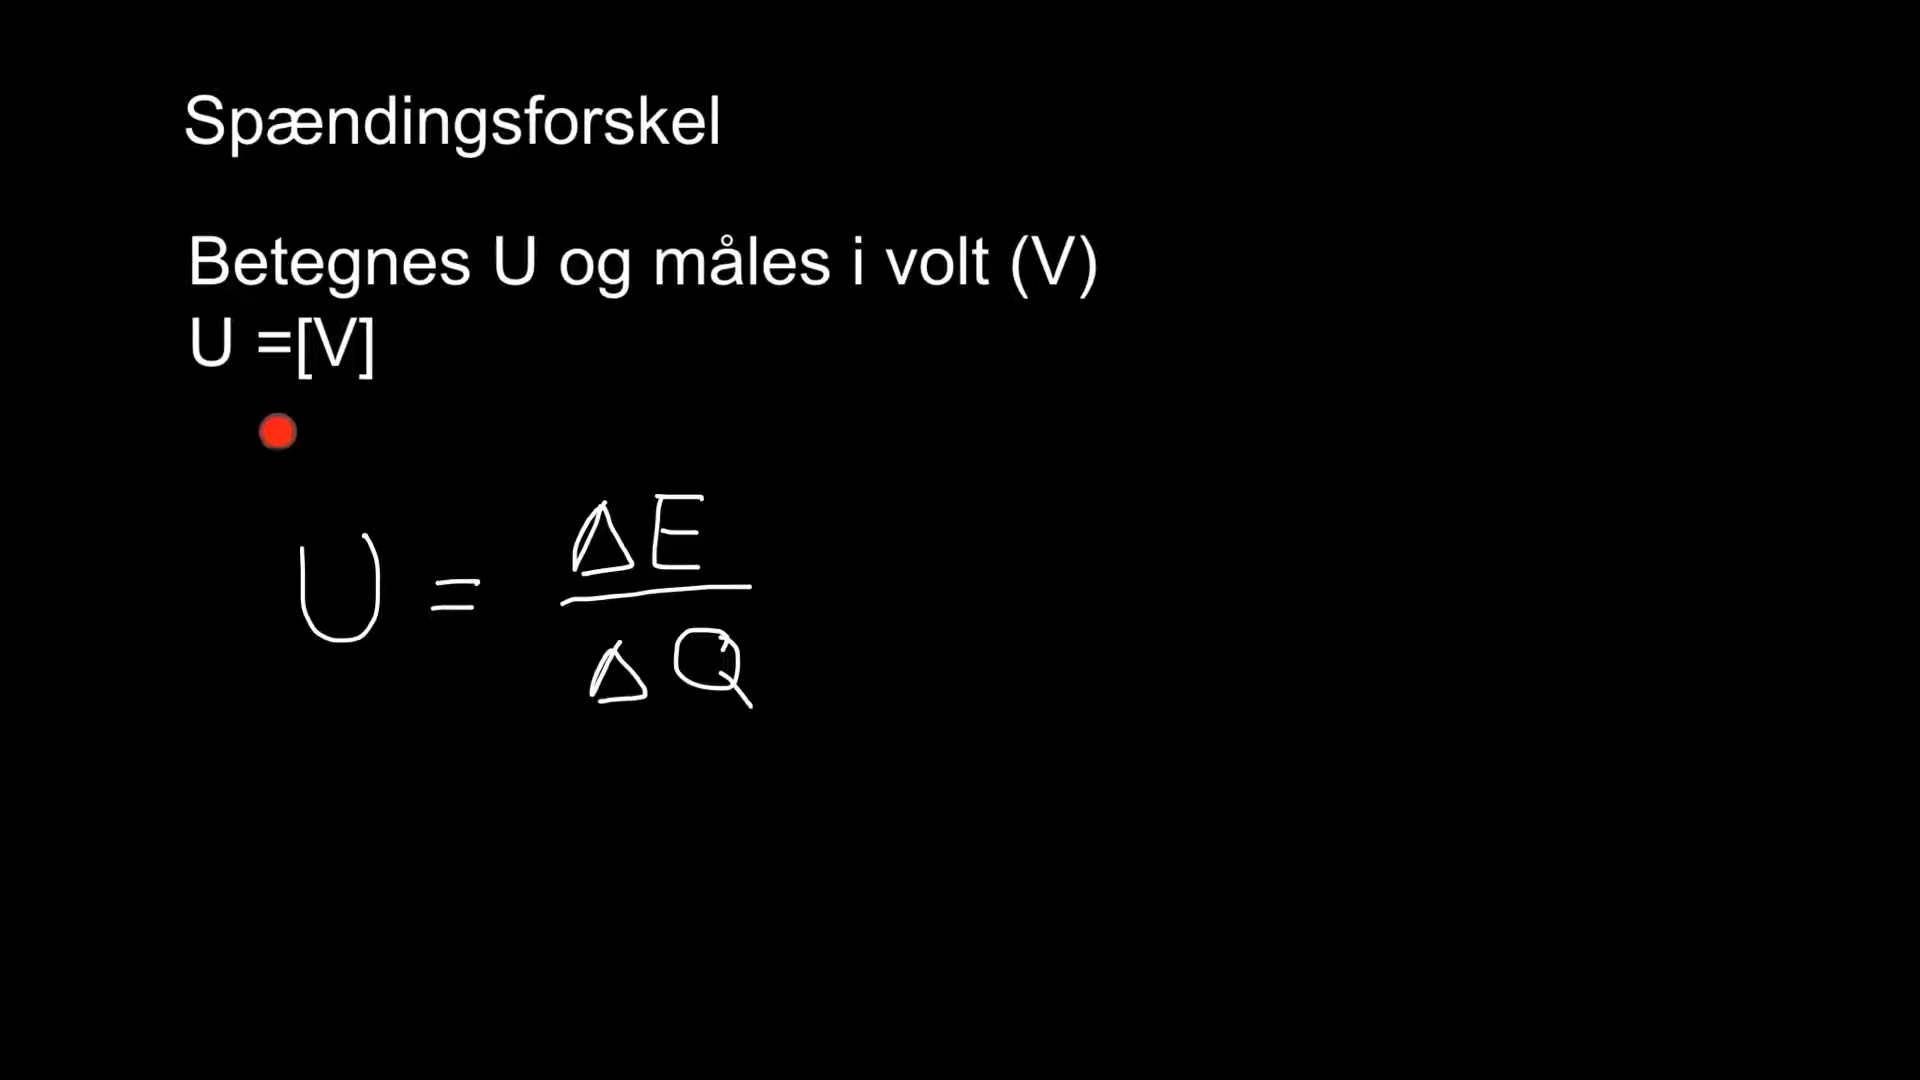 Spændingsforskel
Betegnes U og måles i volt (V)
U =[V]
U = ΔE
ΔQ